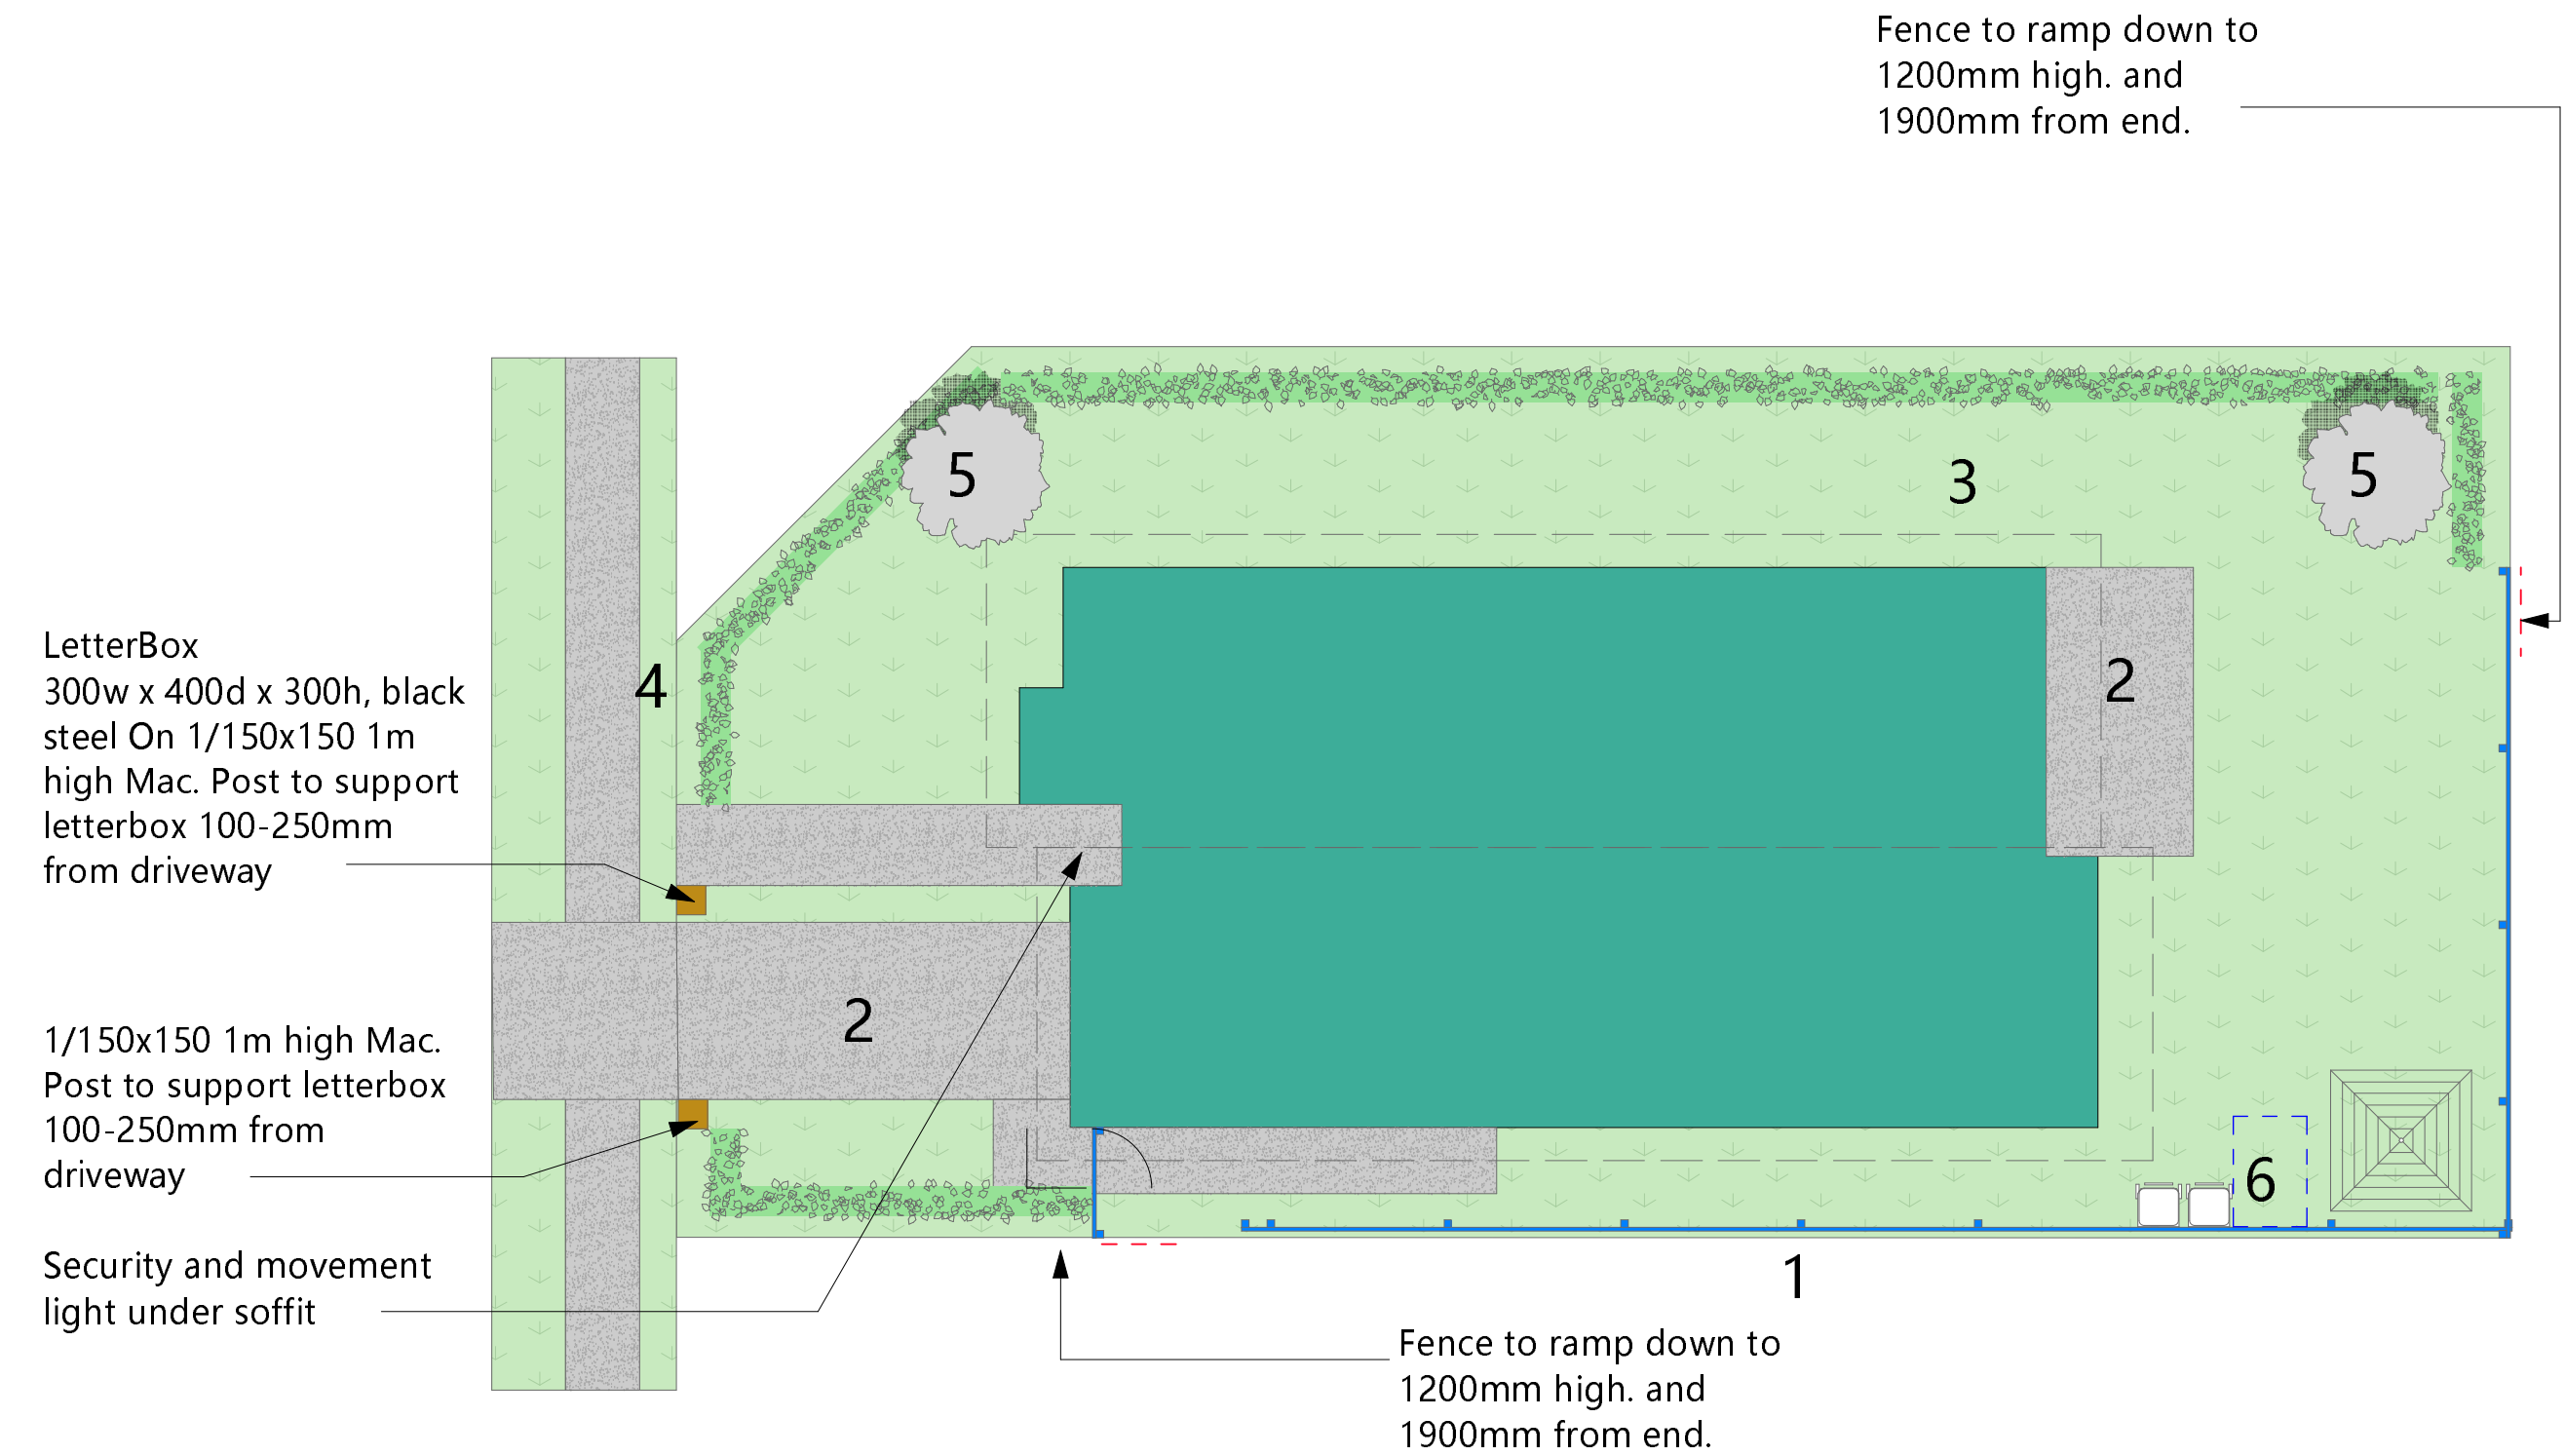 Fence to ramp down to
1200mm high. and
1900mm from end.
5
3
5
LetterBox
300w x 400d x 300h, black
steel On 1/150x150 1m
high Mac. Post to support
letterbox 100-250mm
from driveway
4
2
2
1/150x150 1m high Mac.
Post to support letterbox
100-250mm from
driveway
6
Security and movement
light under soffit
1
Fence to ramp down to
1200mm high. and
1900mm from end.